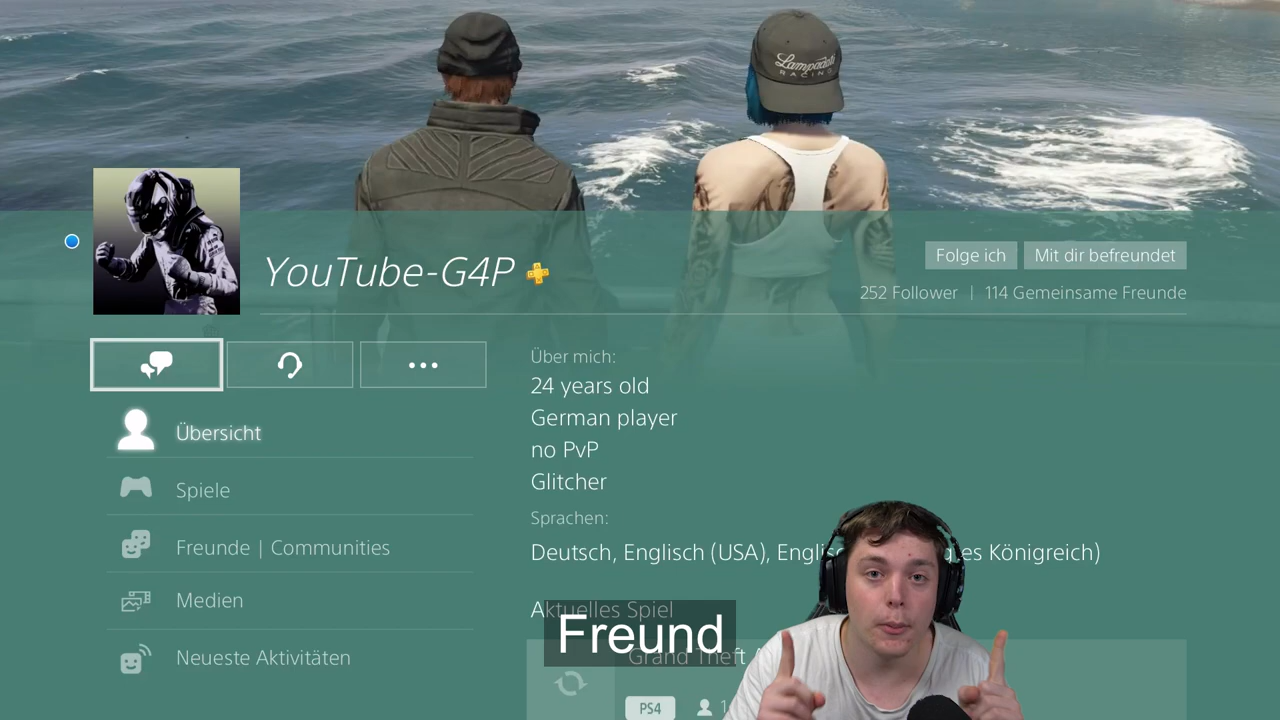 Lampadati
RACING
YouTube-G4P
Folge ich
Mit dir befreundet
252 Follower | 114 Gemeinsame Freunde
Über mich:
24 years old
German player
no PvP
Glitcher
Übersicht
Spiele
Freunde | Communities
Medien
Neueste Aktivitäten
Sprachen:
Deutsch, Englisch (USA), Königreich)
Aktuelles Spiel
Freund
Grand Theft
PS4